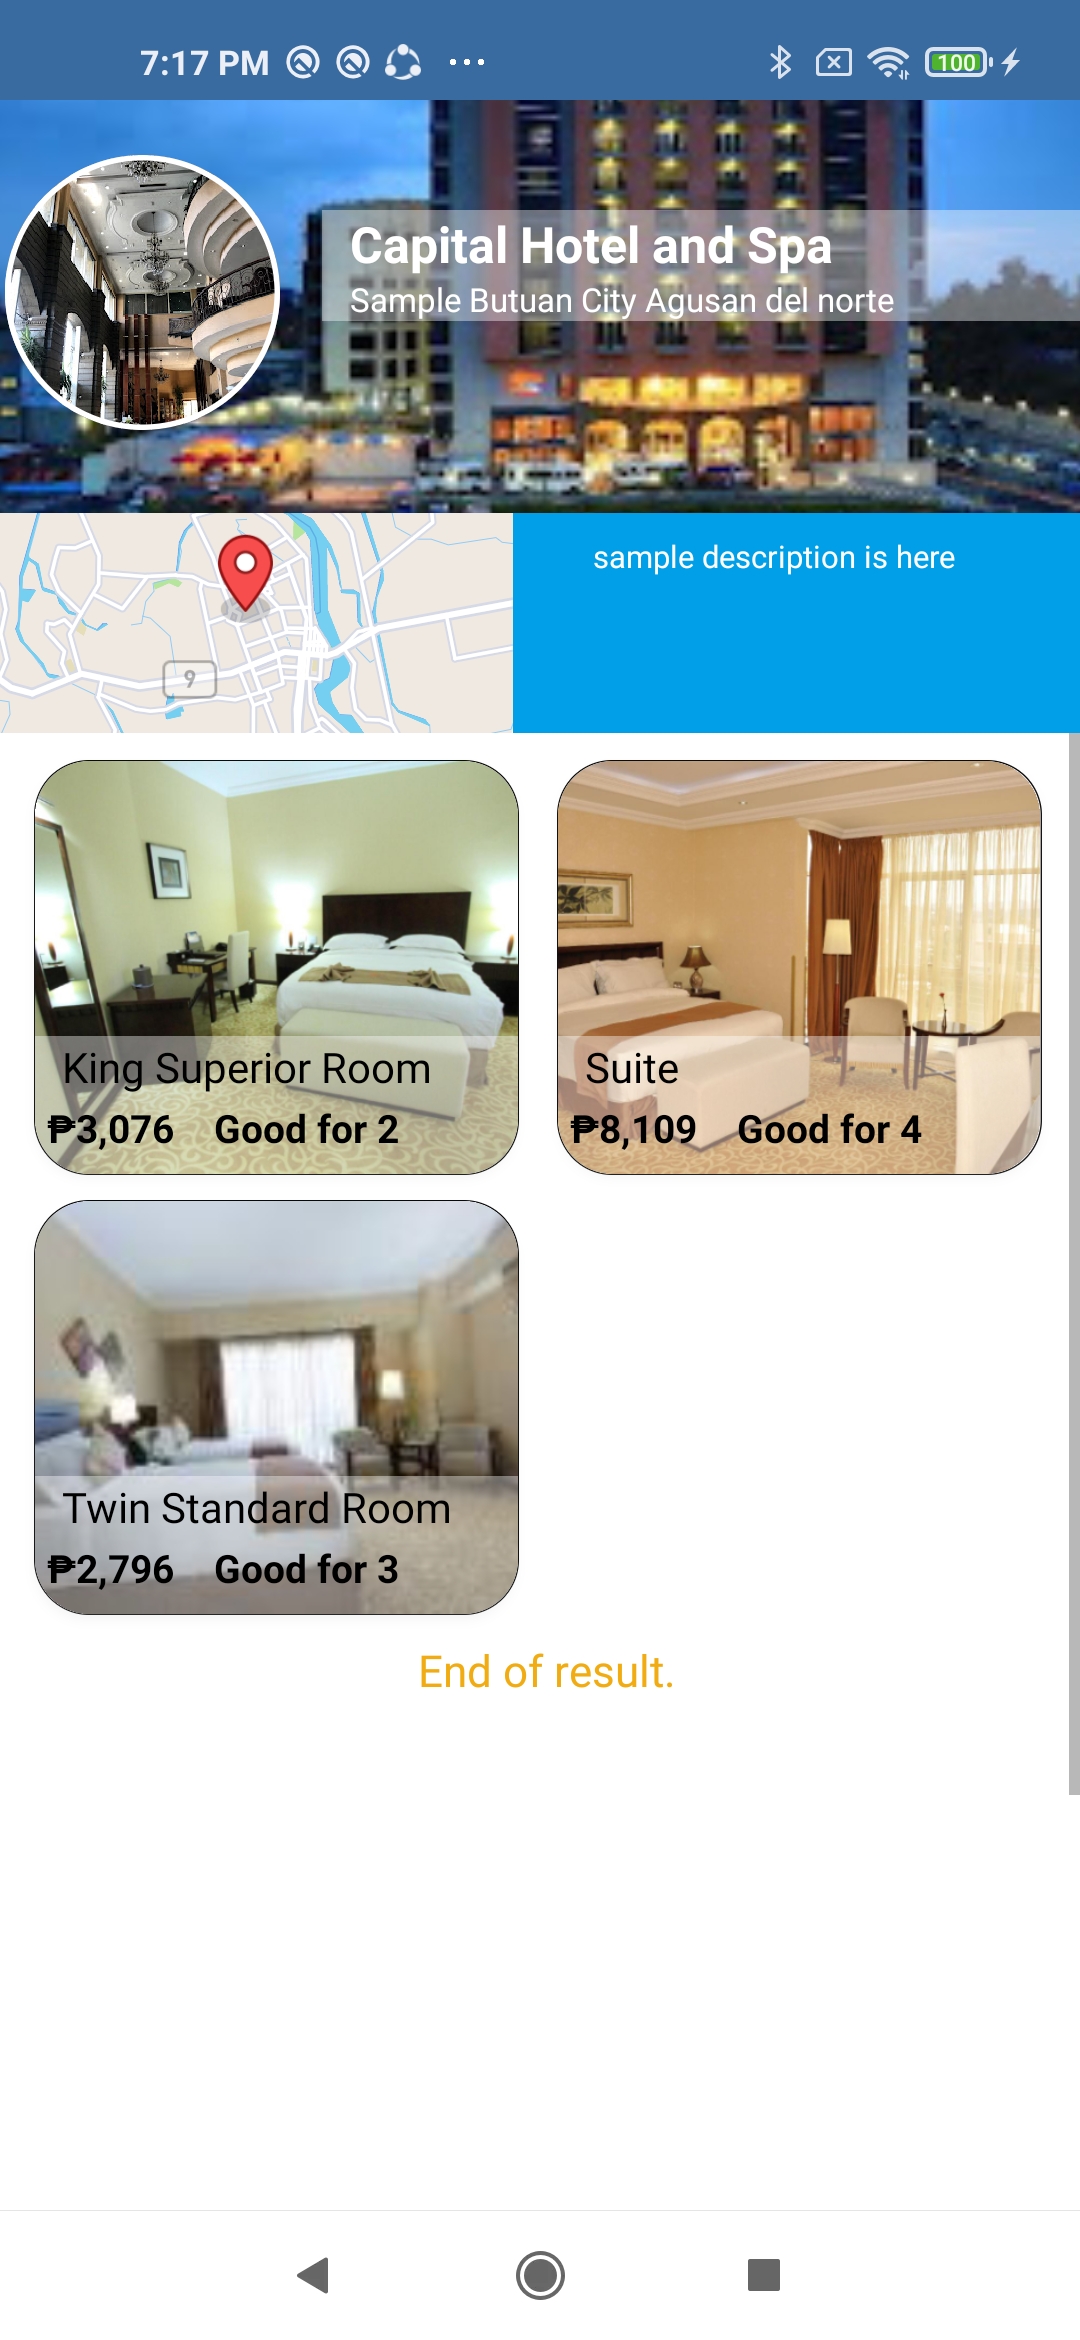 7:17 PM
100
Capital Hotel and Spa
Sample Butuan City Agusan del norte
sample description is here
9
King Superior Room
₱3,076 Good for 2
Suite
₱8,109 Good for 4
Twin Standard Room
₱2,796 Good for 3
End of result.